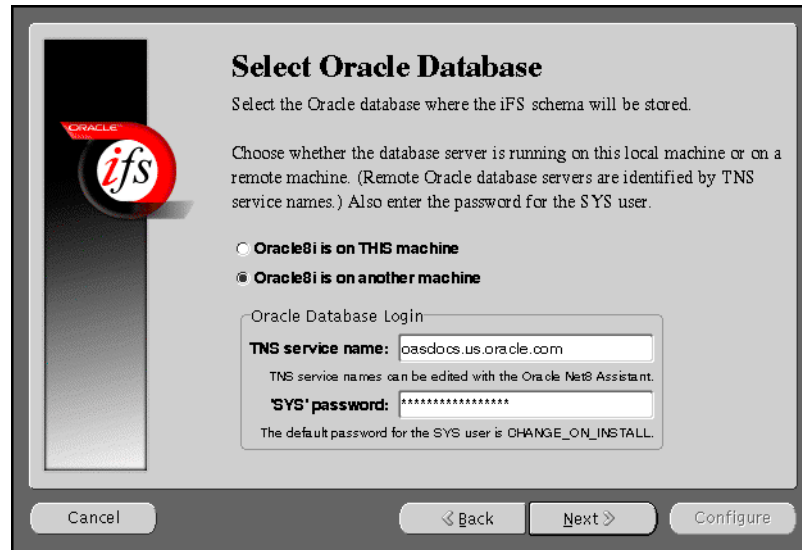 Select Oracle Database
Select the Oracle database where the iFS schema will be stored.
ORACLE
ifs
Choose whether the database server is running on this local machine or on a
remote machine. (Remote Oracle database servers are identified by TNS
service names.) Also enter the password for the SYS user.
Oracle8i is on THIS machine
Oracle8i is on another machine
Oracle Database Login
TNS service name: oasdocs.us.oracle.com
TNS service names can be edited with the Oracle Net8 Assistant.
'SYS' password: *****************
The default password for the SYS user is CHANGE_ON_INSTALL.
Cancel Back Next Configure